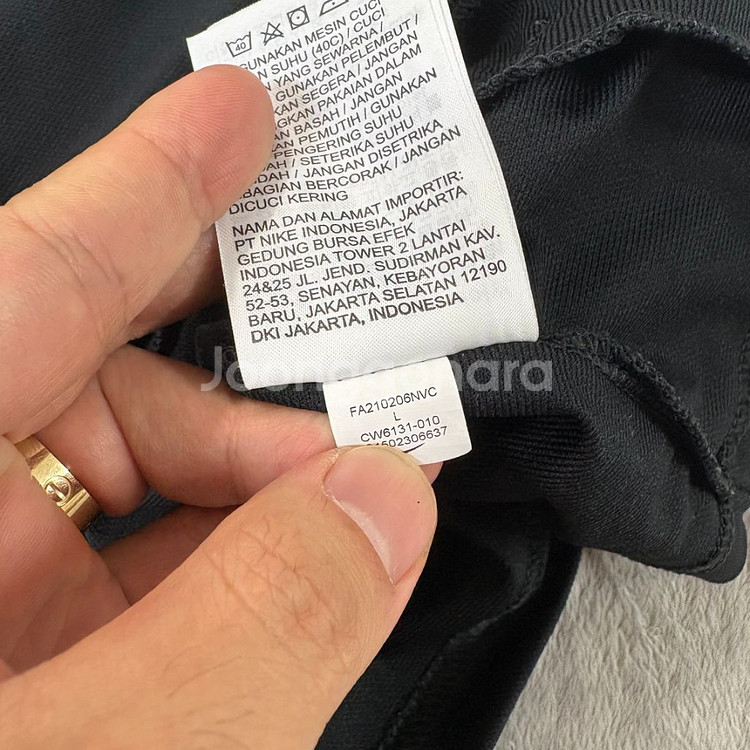 40
GUNAKAN MESIN CUCI
SUHU (40C) / CUCI
YANG SEWARNA /
GUNAKAN PELEMBUT /
SEGERA / JANGAN
PAKAIAN DALAM
BASAH / JANGAN
PEMUTIH / GUNAKAN
PENGERING SUHU
/ SETERIKA SUHU
/ JANGAN DISETRIKA
BAGIAN BERCORAK / JANGAN
DICUCI KERING
NAMA DAN ALAMAT IMPORTIR:
PT NIKE INDONESIA, JAKARTA
GEDUNG BURSA EFEK
INDONESIA TOWER 2 LANTAI
24&25 JL. JEND. SUDIRMAN KAV.
52-53, SENAYAN, KEBAYORAN
BARU, JAKARTA SELATAN 12190
DKI JAKARTA, INDONESIA
FA210206NVC
L
CW6131-010